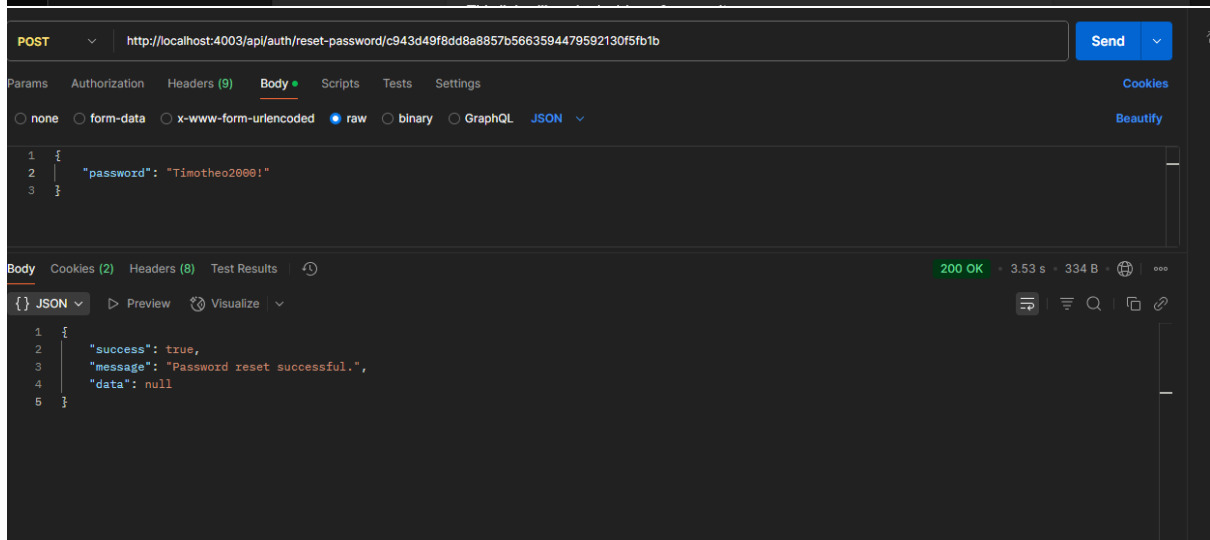 POST http://localhost:4003/api/auth/reset-password/c943d49f8dd8a8857b5663594479592130f5fb1b Send
Params Authorization Headers (9) Body Scripts Tests Settings Cookies
none form-data x-www-form-urlencoded raw binary GraphQL JSON Beautify
1 {
2 "password": "Timotheo2000!"
3 }
Body Cookies (2) Headers (8) Test Results 200 OK 3.53 s 334 B
{} JSON Preview Visualize
1 {
2 "success": true,
3 "message": "Password reset successful.",
4 "data": null
5 }